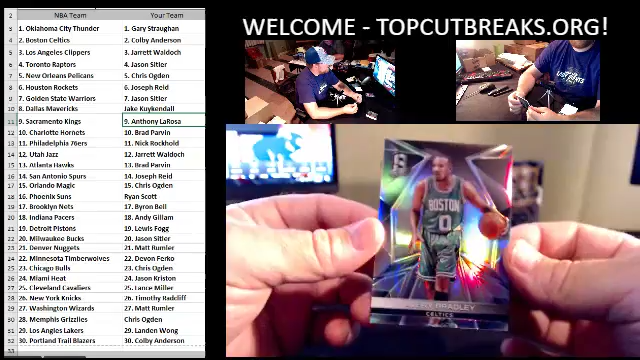 WELCOME - TOPCUTBREAKS.ORG!
NBA Team Your Team
1. Oklahoma City Thunder 1. Gary Straughan
2. Boston Celtics 2. Colby Anderson
3. Los Angeles Clippers 3. Jarrett Waldoch
4. Toronto Raptors 4. Jason Sitler
5. New Orleans Pelicans 5. Chris Ogden
6. Houston Rockets 6. Joseph Reid
7. Golden State Warriors 7. Jason Sitler
8. Dallas Mavericks Jake Kuykendall
9. Sacramento Kings 9. Anthony LaRosa
10. Charlotte Hornets 10. Brad Parvin
11. Philadelphia 76ers 11. Nick Rockhold
12. Utah Jazz 12. Jarrett Waldoch
13. Atlanta Hawks 13. Brad Parvin
14. San Antonio Spurs 14. Joseph Reid
15. Orlando Magic 15. Chris Ogden
16. Phoenix Suns Ryan Scott
17. Brooklyn Nets 17. Byron Bell
18. Indiana Pacers 18. Andy Gillam
19. Detroit Pistons 19. Lewis Fogg
20. Milwaukee Bucks 20. Jason Sitler
21. Denver Nuggets 21. Matt Rumler
22. Minnesota Timberwolves 22. Devon Ferko
23. Chicago Bulls 23. Chris Ogden
24. Miami Heat 24. Jason Kriston
25. Cleveland Cavaliers 25. Lance Miller
26. New York Knicks 26. Timothy Radcliff
27. Washington Wizards 27. Matt Rumler
28. Memphis Grizzlies Chris Ogden
29. Los Angles Lakers 29. Landen Wong
30. Portland Trail Blazers 30. Colby Anderson
BOSTON
0
BRADLEY
CELTICS